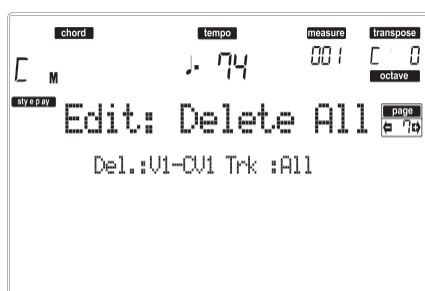 chord tempo measure transpose
C M ♩. 74 001 C 0
octave
style play
Edit: Delete All page
7
Del.:V1-CV1 Trk :All